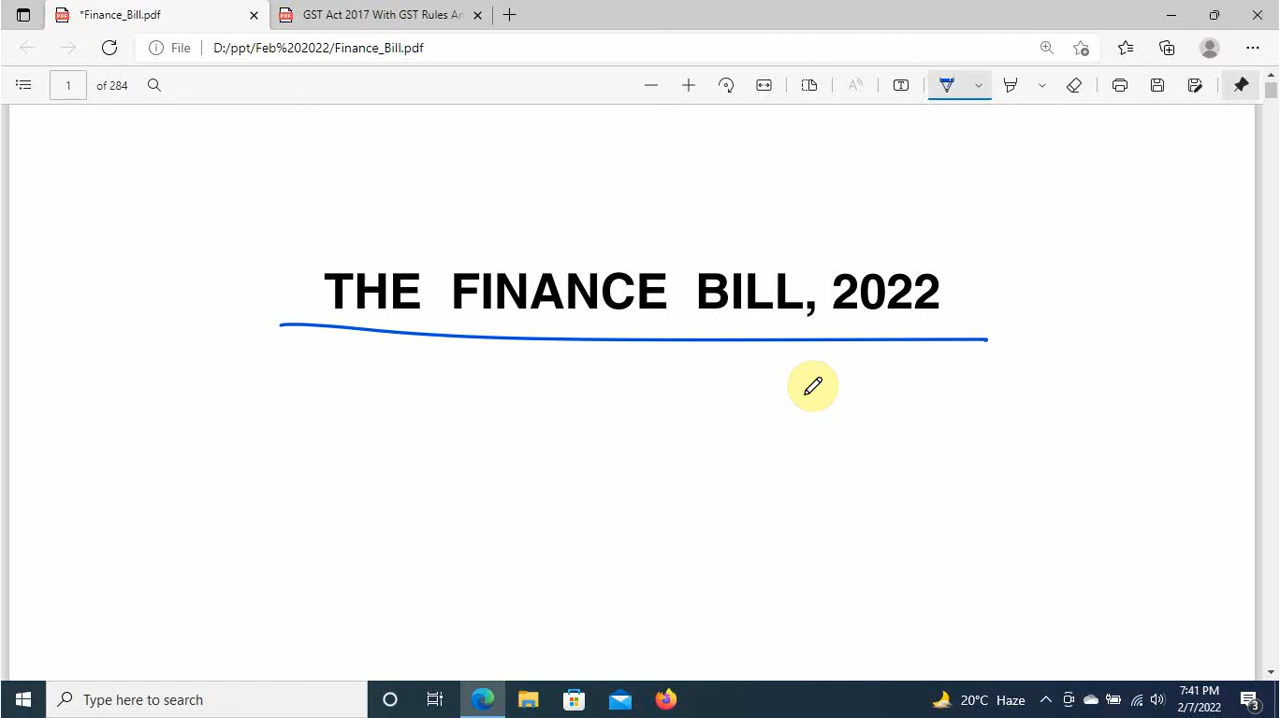 *Finance_Bill.pdf
GST Act 2017 With GST Rules An
File D:/ppt/Feb%202022/Finance_Bill.pdf
1 of 284
THE FINANCE BILL, 2022
Type here to search
20°C Haze
7:41 PM
2/7/2022
3